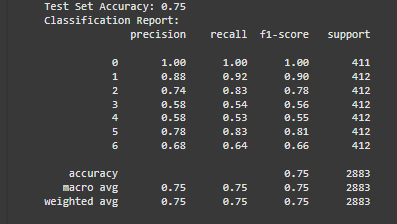 Test Set Accuracy: 0.75
Classification Report:
precision recall f1-score support
0 1.00 1.00 1.00 411
1 0.88 0.92 0.90 412
2 0.74 0.83 0.78 412
3 0.58 0.54 0.56 412
4 0.58 0.53 0.55 412
5 0.78 0.83 0.81 412
6 0.68 0.64 0.66 412
accuracy 0.75 2883
macro avg 0.75 0.75 0.75 2883
weighted avg 0.75 0.75 0.75 2883